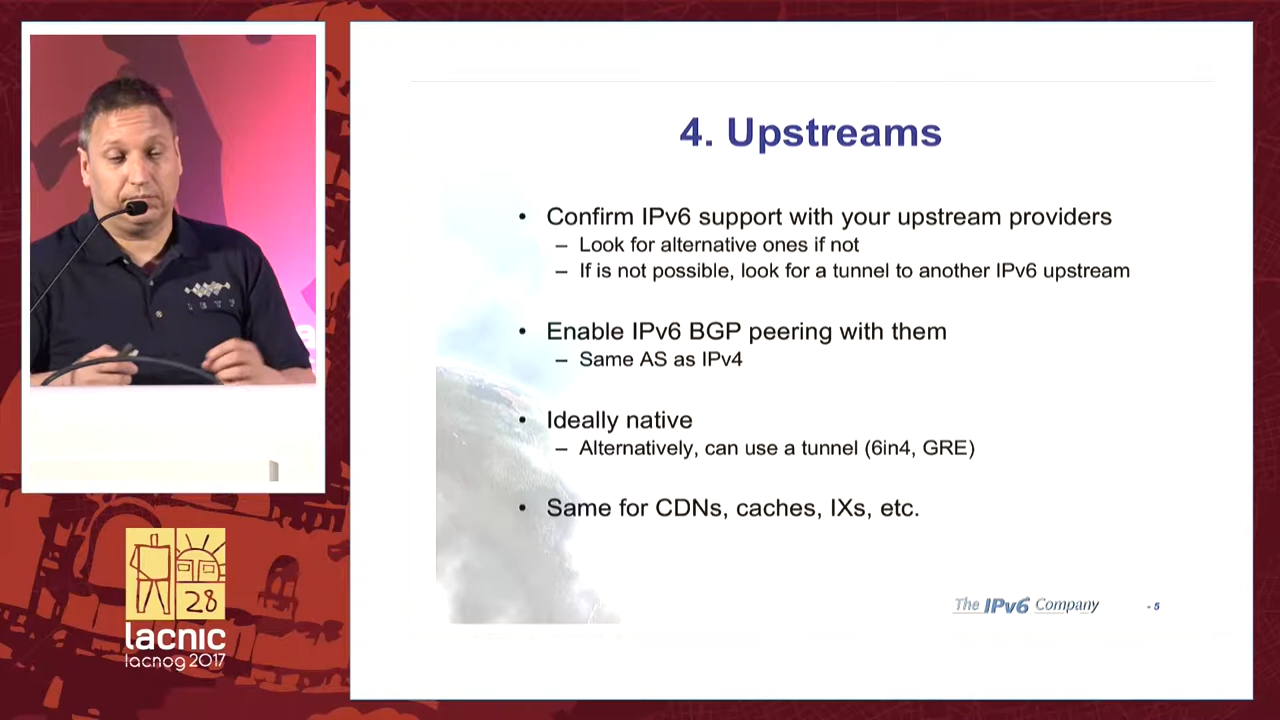 4. Upstreams
• Confirm IPv6 support with your upstream providers
– Look for alternative ones if not
– If is not possible, look for a tunnel to another IPv6 upstream
• Enable IPv6 BGP peering with them
– Same AS as IPv4
• Ideally native
– Alternatively, can use a tunnel (6in4, GRE)
• Same for CDNs, caches, IXs, etc.
The IPv6 Company
- 5
28
lacnic
lacnog 2017